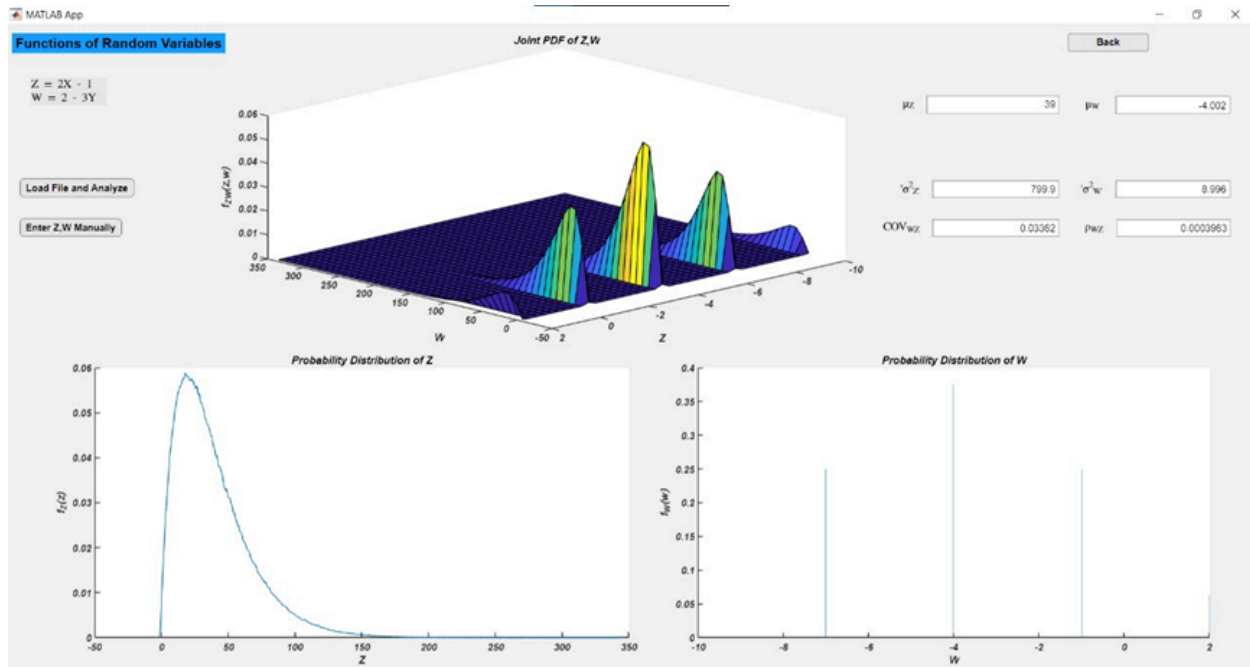 MATLAB App
Functions of Random Variables
Joint PDF of Z,W
Back
Z = 2X - 1
W = 2 - 3Y
Load File and Analyze
Enter Z,W Manually
0.06
0.05
0.04
0.03
0.02
0.01
0
f_ZW(z,w)
350
300
250
200
150
100
50
0
-50
W
2
0
-2
-4
-6
-8
-10
Z
μz 39 μw -4.002
'σ²z 799.9 'σ²w 8.996
COVwz 0.03362 ρwz 0.0003963
Probability Distribution of Z
0.06
0.05
0.04
0.03
0.02
0.01
0
f_Z(z)
-50 0 50 100 150 200 250 300 350
Z
Probability Distribution of W
0.4
0.35
0.3
0.25
0.2
0.15
0.1
0.05
0
f_W(w)
-10 -8 -6 -4 -2 0 2
W